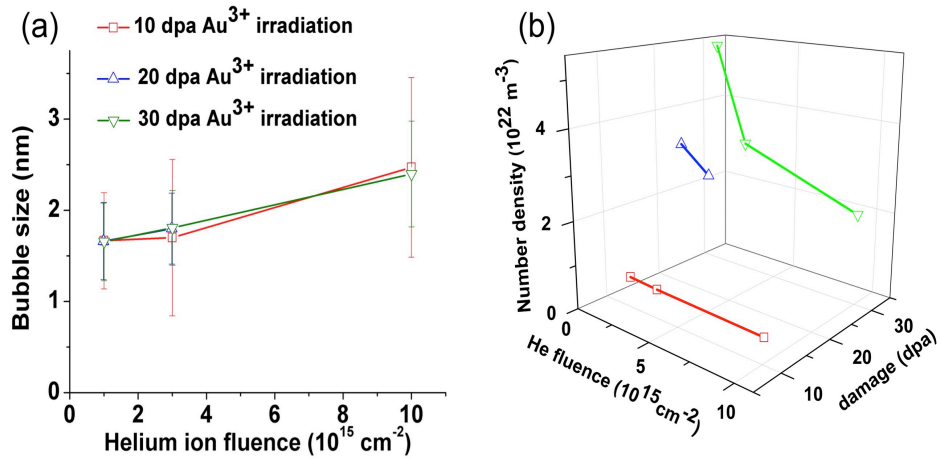 (a)
10 dpa Au³⁺ irradiation
20 dpa Au³⁺ irradiation
30 dpa Au³⁺ irradiation
Bubble size (nm)
3
2
1
0
0 2 4 6 8 10
Helium ion fluence (10¹⁵ cm⁻²)
(b)
Number density (10²² m⁻³)
4
2
0
0
5
10
He fluence (10¹⁵ cm⁻²)
10
20
30
damage (dpa)